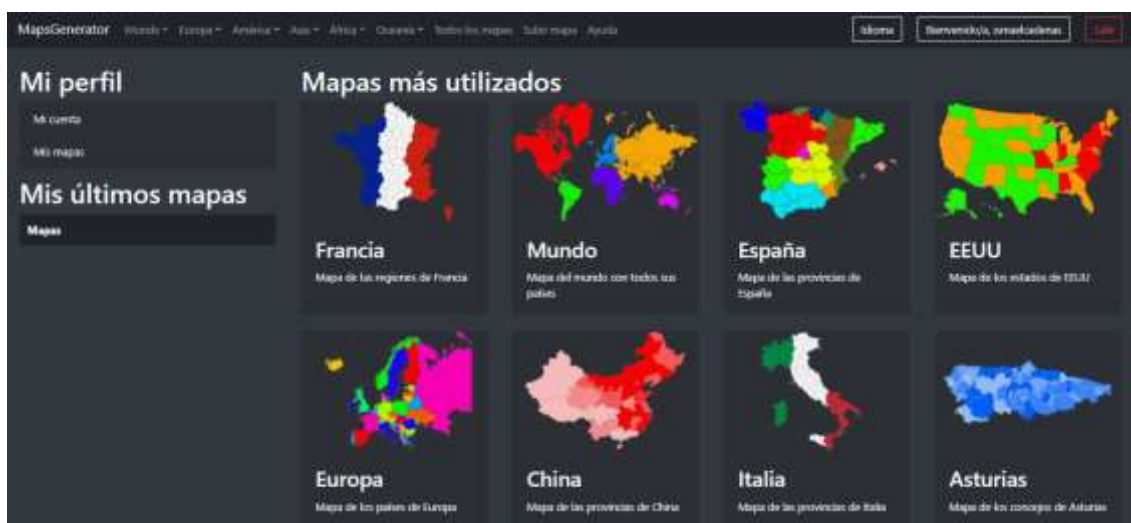 MapsGenerator Mundo Europa América Asia África Oceanía Todos los mapas Subir mapa Ayuda Idioma Bienvenido/a, ismaelcadenas Salir
Mi perfil
Mi cuenta
Mis mapas
Mis últimos mapas
Mapas
Mapas más utilizados
Francia
Mapa de las regiones de Francia
Mundo
Mapa del mundo con todos sus
países
España
Mapa de las provincias de
España
EEUU
Mapa de los estados de EEUU
Europa
Mapa de los países de Europa
China
Mapa de las provincias de China
Italia
Mapa de las provincias de Italia
Asturias
Mapa de los concejos de Asturias